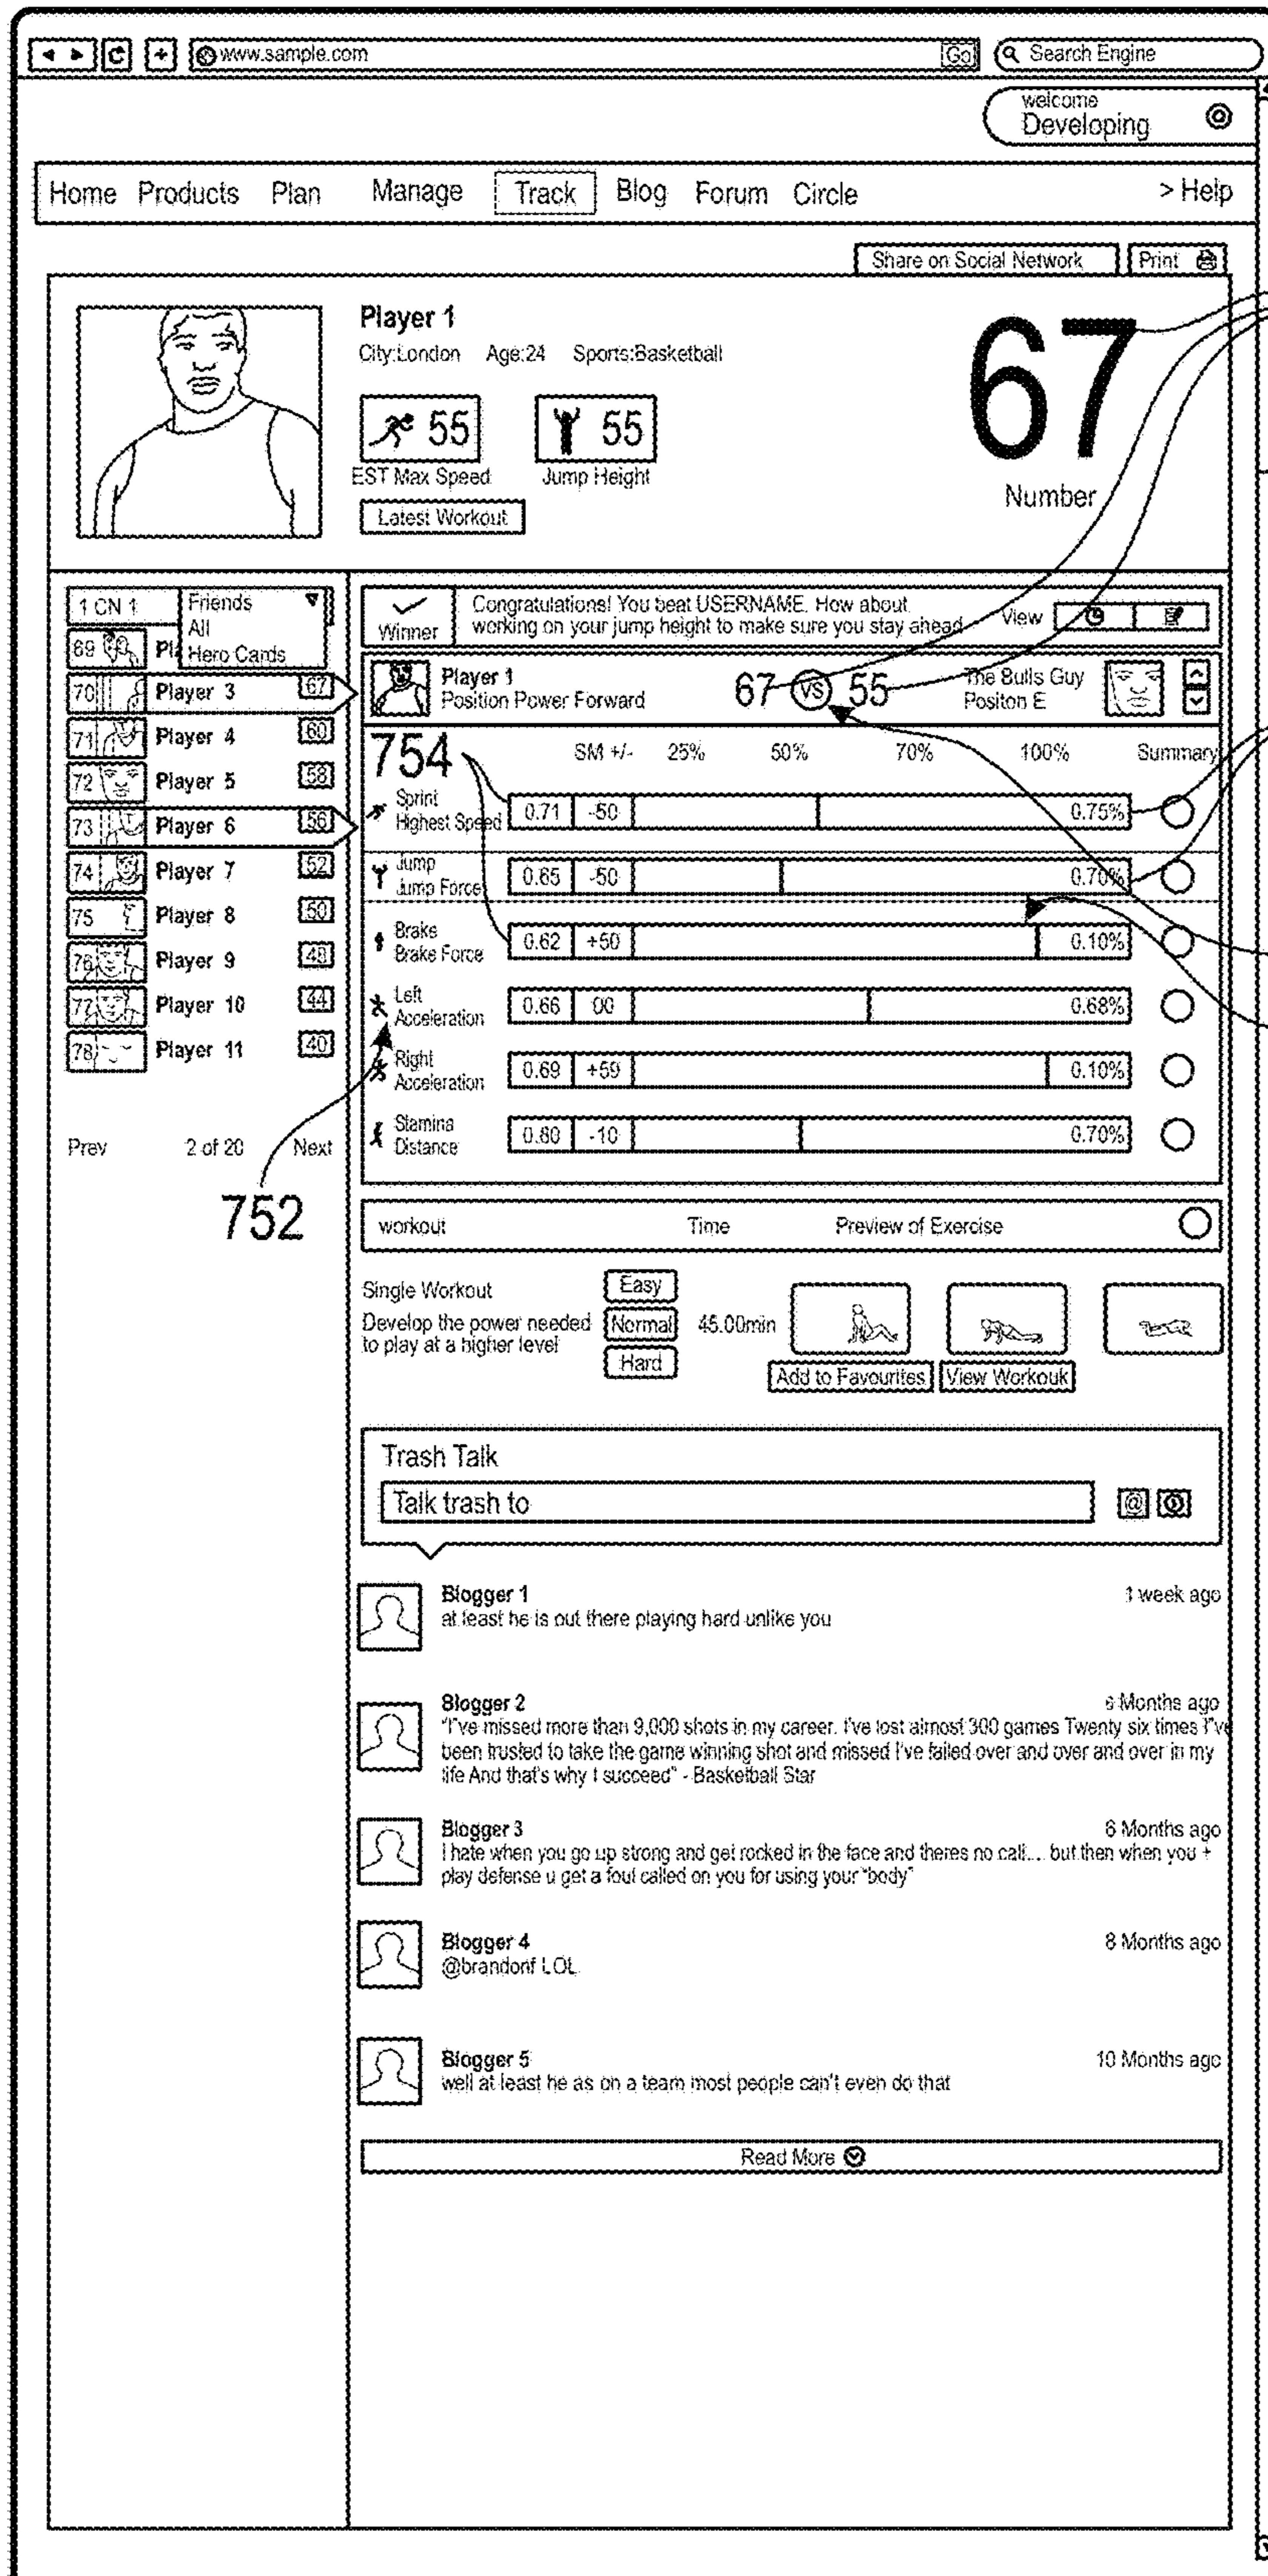 www.sample.com Go Search Engine
welcome
Developing
Home Products Plan Manage Track Blog Forum Circle > Help
Share on Social Network Print
Player 1
City:London Age:24 Sports:Basketball
55 55
EST Max Speed Jump Height
Latest Workout
67
Number
1 ON 1 Friends
All
Hero Cards
69 Pl
70 Player 3 67
71 Player 4 60
72 Player 5 58
73 Player 6 56
74 Player 7 52
75 Player 8 50
76 Player 9 48
77 Player 10 44
78 Player 11 40
Prev 2 of 20 Next
752
Winner
Congratulations! You beat USERNAME. How about
working on your jump height to make sure you stay ahead
View
Player 1
Position Power Forward
67 VS 55
The Bulls Guy
Positon E
754
SM +/- 25% 50% 70% 100% Summary
Sprint
Highest Speed 0.71 -50 0.75%
Jump
Jump Force 0.65 -50 0.70%
Brake
Brake Force 0.62 +50 0.10%
Left
Acceleration 0.66 00 0.68%
Right
Acceleration 0.69 +59 0.10%
Stamina
Distance 0.80 -10 0.70%
workout Time Preview of Exercise
Single Workout
Develop the power needed
to play at a higher level
Easy
Normal
Hard
45.00min
Add to Favourites View Workouk
Trash Talk
Talk trash to
@
Blogger 1 1 week ago
at least he is out there playing hard unlike you
Blogger 2 6 Months ago
"I've missed more than 9,000 shots in my career. I've lost almost 300 games Twenty six times I've
been trusted to take the game winning shot and missed I've failed over and over and over in my
life And that's why I succeed" - Basketball Star
Blogger 3 6 Months ago
I hate when you go up strong and get rocked in the face and theres no call.... but then when you +
play defense u get a foul called on you for using your "body"
Blogger 4 8 Months ago
@brandonf LOL
Blogger 5 10 Months ago
well at least he as on a team most people can't even do that
Read More